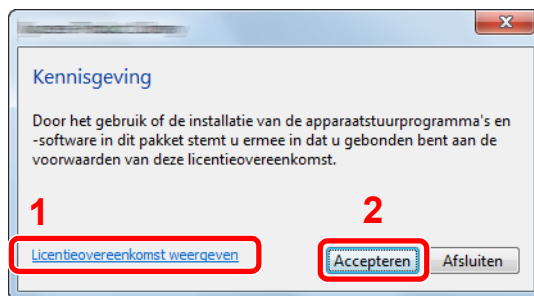 Kennisgeving
Door het gebruik of de installatie van de apparaatstuurprogramma's en
-software in dit pakket stemt u ermee in dat u gebonden bent aan de
voorwaarden van deze licentieovereenkomst.
1
2
Licentieovereenkomst weergeven
Accepteren
Afsluiten